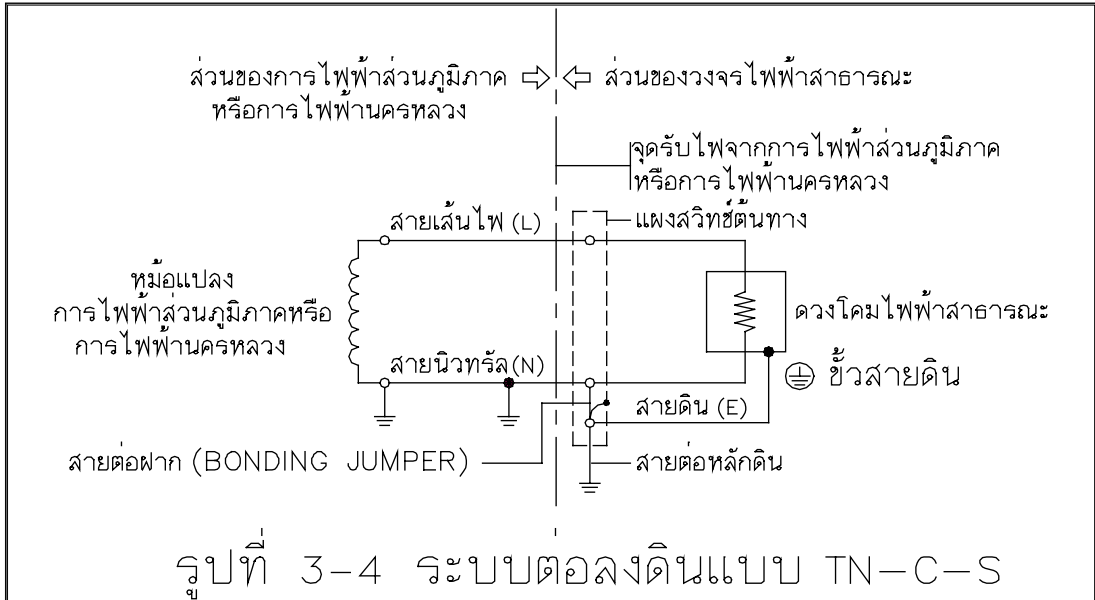 ส่วนของการไฟฟ้าส่วนภูมิภาค
หรือการไฟฟ้านครหลวง
ส่วนของวงจรไฟฟ้าสาธารณะ
จุดรับไฟจากการไฟฟ้าส่วนภูมิภาค
หรือการไฟฟ้านครหลวง
สายเส้นไฟ (L)
แผงสวิทช์ต้นทาง
หม้อแปลง
การไฟฟ้าส่วนภูมิภาคหรือ
การไฟฟ้านครหลวง
ดวงโคมไฟฟ้าสาธารณะ
สายนิวทรัล (N)
ขั้วสายดิน
สายดิน (E)
สายต่อฝาก (BONDING JUMPER)
สายต่อหลักดิน
รูปที่ 3-4 ระบบต่อลงดินแบบ TN-C-S